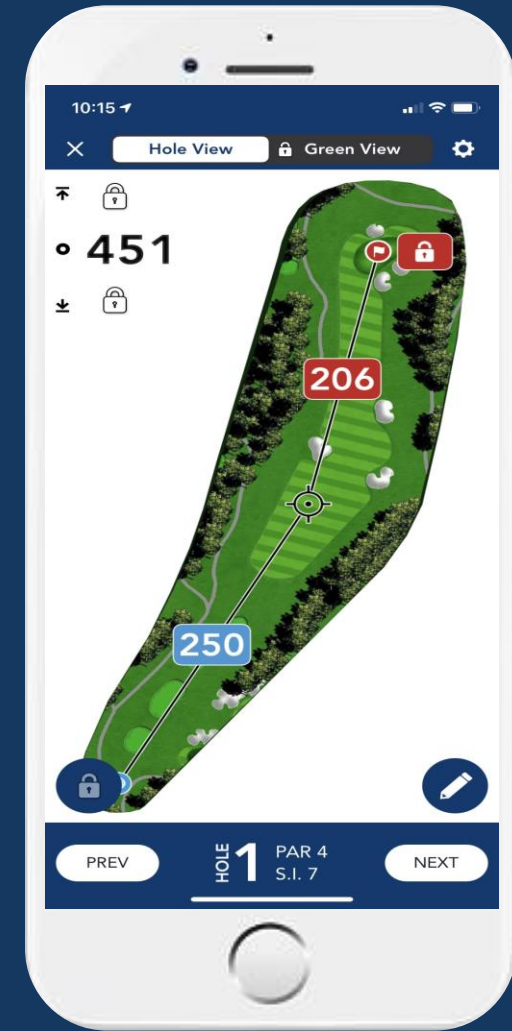 10:15
Hole View
Green View
451
206
250
PREV
HOLE 1
PAR 4
S.I. 7
NEXT